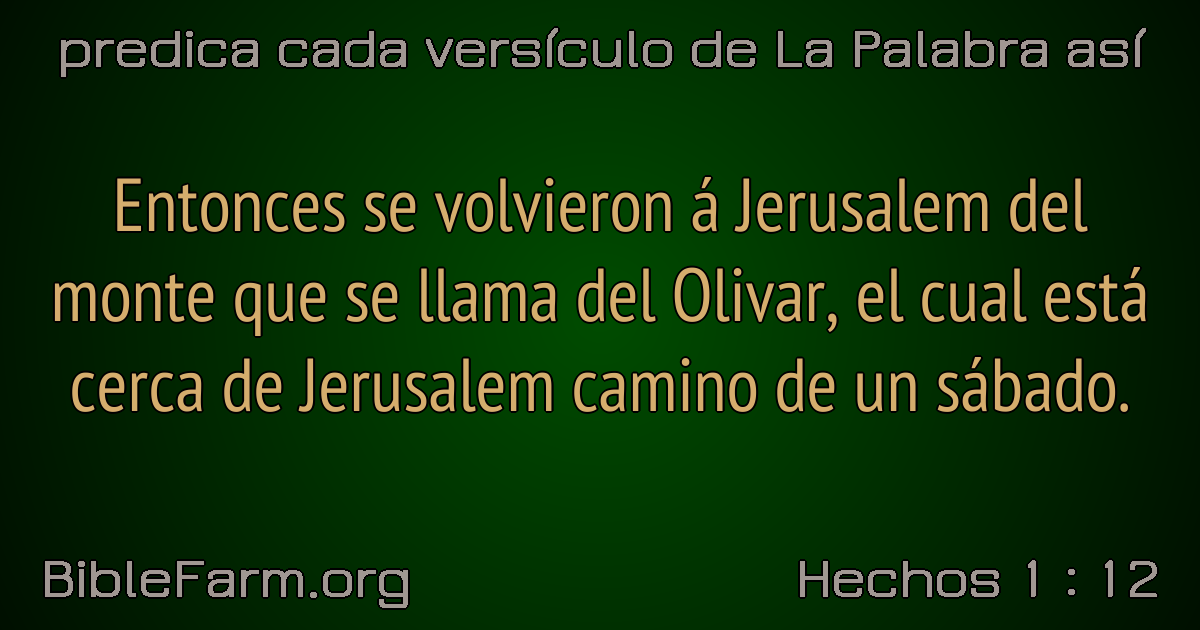 predica cada versículo de La Palabra así
Entonces se volvieron á Jerusalem del
monte que se llama del Olivar, el cual está
cerca de Jerusalem camino de un sábado.
BibleFarm.org
Hechos 1 : 12